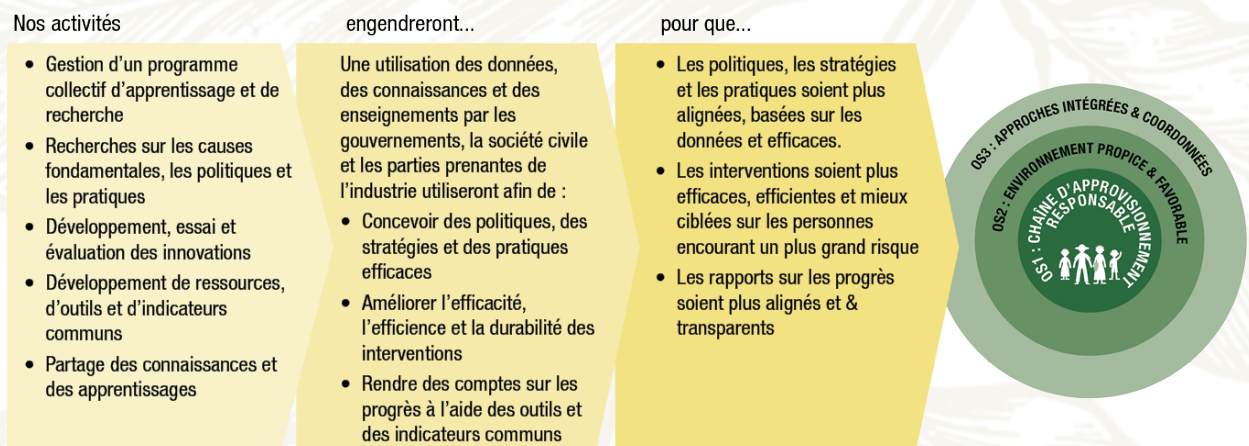 Nos activités
• Gestion d'un programme
collectif d'apprentissage et de
recherche
• Recherches sur les causes
fondamentales, les politiques et
les pratiques
• Développement, essai et
évaluation des innovations
• Développement de ressources,
d'outils et d'indicateurs
communs
• Partage des connaissances et
des apprentissages
engendreront...
Une utilisation des données,
des connaissances et des
enseignements par les
gouvernements, la société civile
et les parties prenantes de
l'industrie utiliseront afin de :
• Concevoir des politiques, des
stratégies et des pratiques
efficaces
• Améliorer l'efficacité,
l'efficience et la durabilité des
interventions
• Rendre des comptes sur les
progrès à l'aide des outils et
des indicateurs communs
pour que...
• Les politiques, les stratégies
et les pratiques soient plus
alignées, basées sur les
données et efficaces.
• Les interventions soient plus
efficaces, efficientes et mieux
ciblées sur les personnes
encourant un plus grand risque
• Les rapports sur les progrès
soient plus alignés et &
transparents
OS3 : APPROCHES INTÉGRÉES & COORDONNÉES
OS2 : ENVIRONNEMENT PROPICE & FAVORABLE
OS1 : CHAÎNE D'APPROVISIONNEMENT
RESPONSABLE